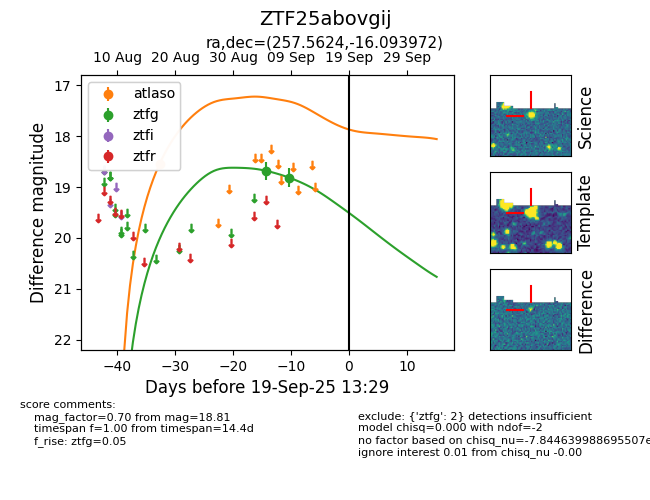 ZTF25abovgij
ra,dec=(257.5624,-16.093972)
10 Aug 20 Aug 30 Aug 09 Sep 19 Sep 29 Sep
17
18
19
20
21
22
Difference magnitude
atlaso
ztfg
ztfi
ztfr
−40 −30 −20 −10 0 10
Days before 19-Sep-25 13:29
Science
Template
Difference
score comments:
mag_factor=0.70 from mag=18.81
timespan f=1.00 from timespan=14.4d
f_rise: ztfg=0.05
exclude: {'ztfg': 2} detections insufficient
model chisq=0.000 with ndof=-2
no factor based on chisq_nu=-7.844639988695507e
ignore interest 0.01 from chisq_nu -0.00